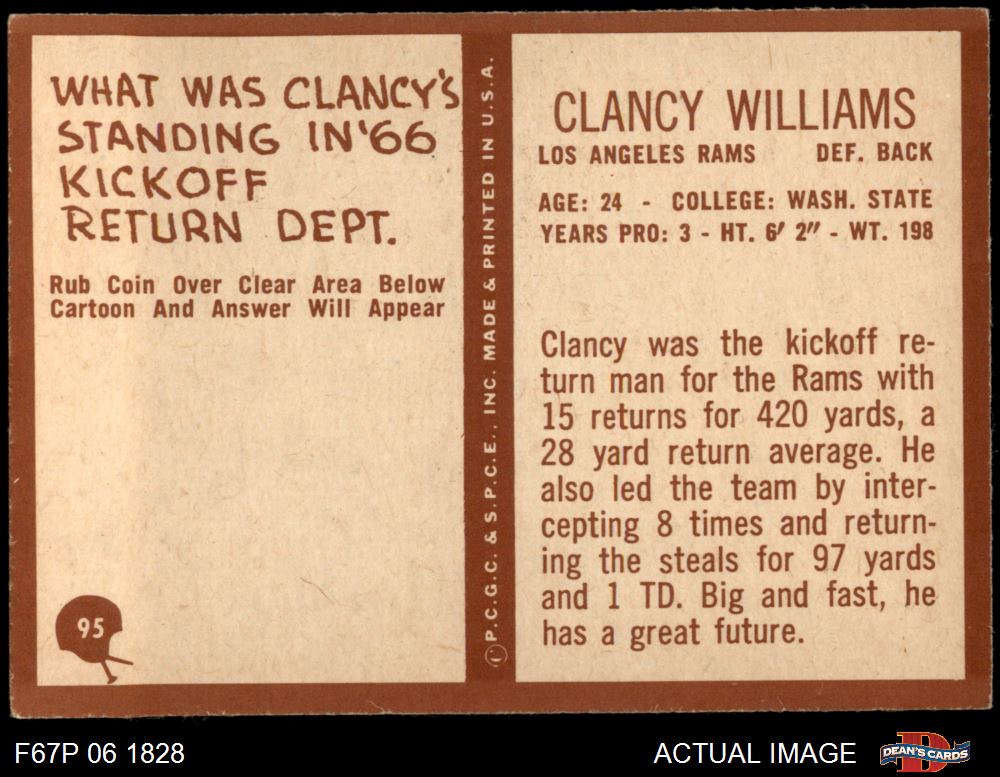 WHAT WAS CLANCY'S
STANDING IN '66
KICKOFF
RETURN DEPT.
Rub Coin Over Clear Area Below
Cartoon And Answer Will Appear
95
©P.C.G.C. & S.P.C.E., INC. MADE & PRINTED IN U.S.A.
CLANCY WILLIAMS
LOS ANGELES RAMS DEF. BACK
AGE: 24 - COLLEGE: WASH. STATE
YEARS PRO: 3 - HT. 6' 2" - WT. 198
Clancy was the kickoff re-
turn man for the Rams with
15 returns for 420 yards, a
28 yard return average. He
also led the team by inter-
cepting 8 times and return-
ing the steals for 97 yards
and 1 TD. Big and fast, he
has a great future.
F67P 06 1828
ACTUAL IMAGE
D
DEAN'S CARDS